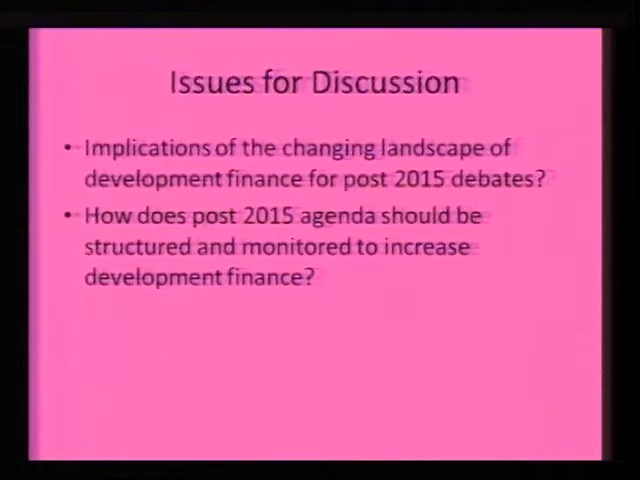 Issues for Discussion
• Implications of the changing landscape of
development finance for post 2015 debates?
• How does post 2015 agenda should be
structured and monitored to increase
development finance?